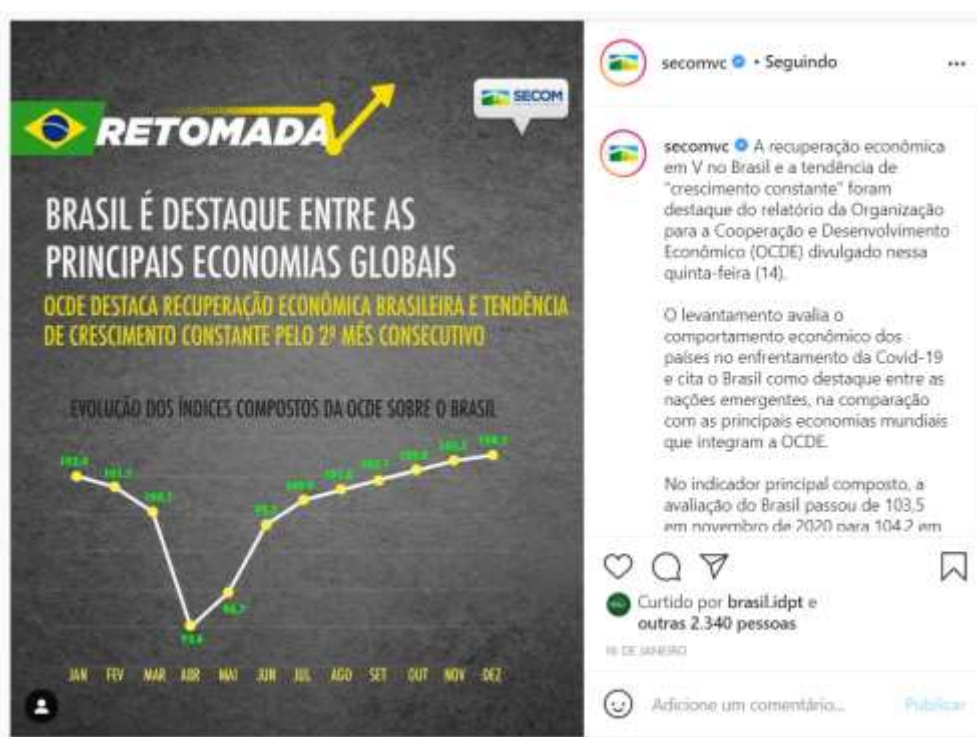 RETOMADA
SECOM
BRASIL É DESTAQUE ENTRE AS
PRINCIPAIS ECONOMIAS GLOBAIS
OCDE DESTACA RECUPERAÇÃO ECONÔMICA BRASILEIRA E TENDÊNCIA
DE CRESCIMENTO CONSTANTE PELO 2º MÊS CONSECUTIVO
EVOLUÇÃO DOS ÍNDICES COMPOSTOS DA OCDE SOBRE O BRASIL
JAN FEV MAR ABR MAI JUN JUL AGO SET OUT NOV DEZ
secomvc • Seguindo
secomvc A recuperação econômica
em V no Brasil e a tendência de
"crescimento constante" foram
destaque do relatório da Organização
para a Cooperação e Desenvolvimento
Econômico (OCDE) divulgado nessa
quinta-feira (14).
O levantamento avalia o
comportamento econômico dos
países no enfrentamento da Covid-19
e cita o Brasil como destaque entre as
nações emergentes, na comparação
com as principais economias mundiais
que integram a OCDE.
No indicador principal composto, a
avaliação do Brasil passou de 103,5
em novembro de 2020 para 104,2 em
Curtido por brasil.idpt e
outras 2.340 pessoas
DE JANEIRO
Adicione um comentário...
Publicar